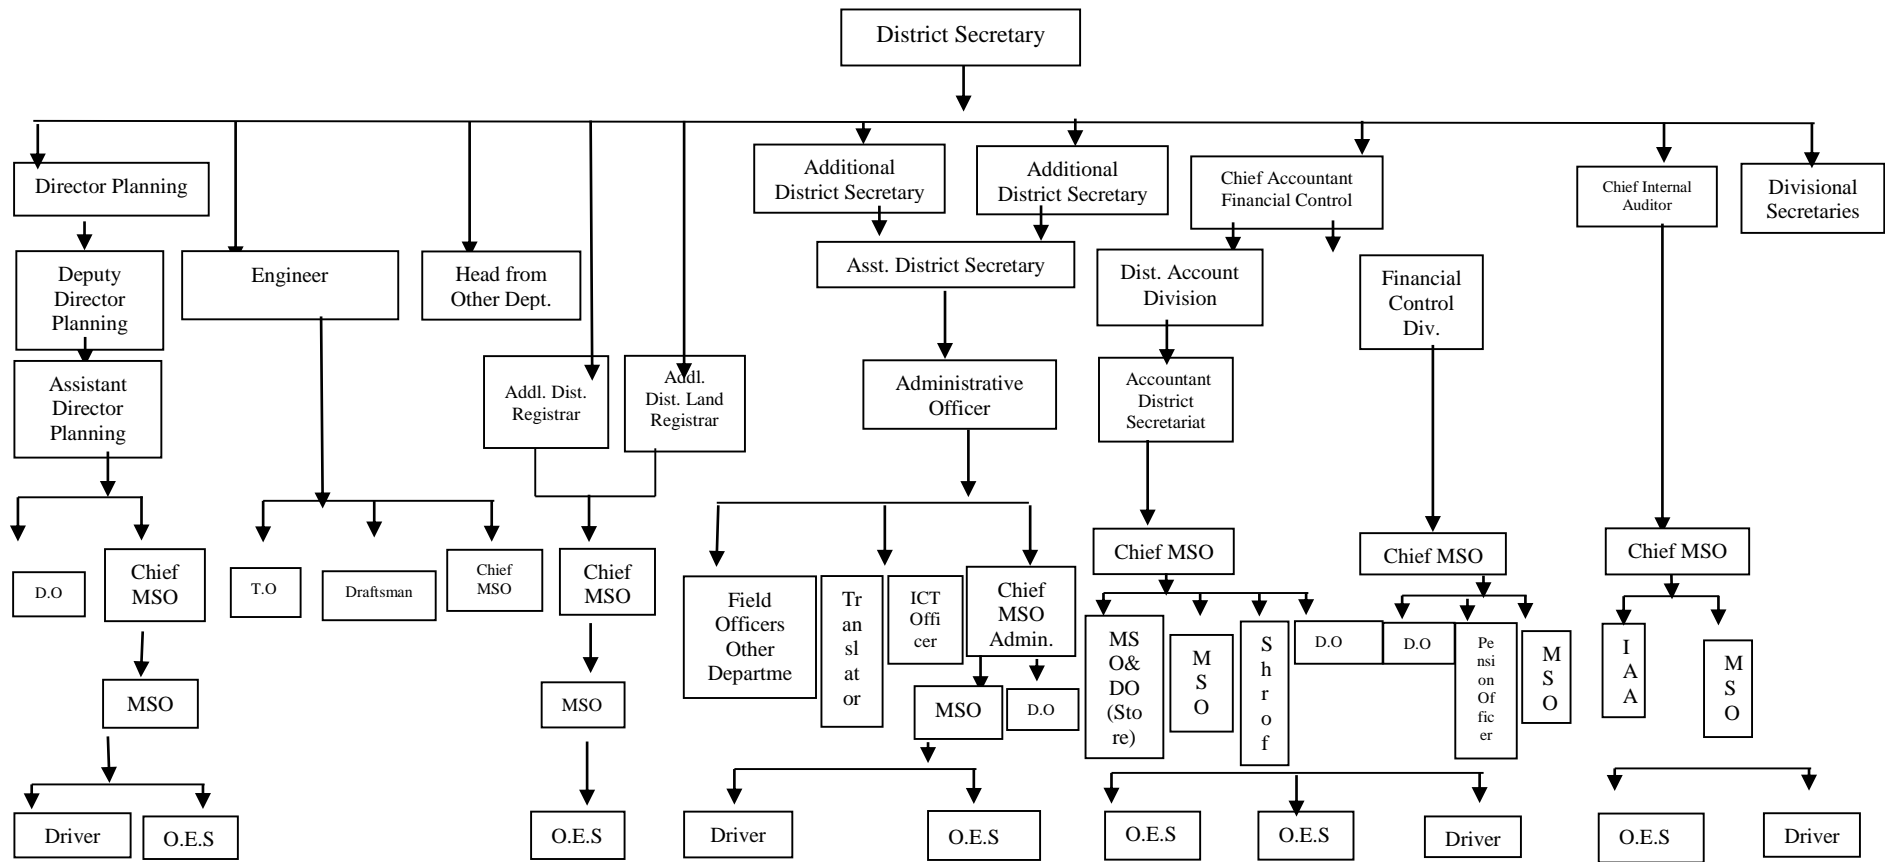 District Secretary
Director Planning
Additional
District Secretary
Additional
District Secretary
Chief Accountant
Financial Control
Chief Internal
Auditor
Divisional
Secretaries
Deputy
Director
Planning
Engineer
Head from
Other Dept.
Asst. District Secretary
Dist. Account
Division
Financial
Control
Div.
Assistant
Director
Planning
Addl. Dist.
Registrar
Addl.
Dist. Land
Registrar
Administrative
Officer
Accountant
District
Secretariat
D.O
Chief
MSO
T.O
Draftsman
Chief
MSO
Chief
MSO
Field
Officers
Other
Departme
Tr
an
sl
at
or
ICT
Offi
cer
Chief
MSO
Admin.
Chief MSO
Chief MSO
Chief MSO
MS
O&
DO
(Sto
re)
M
S
O
S
h
r
o
f
D.O
D.O
Pe
nsi
on Of
fic
er
M
S
O
I
A
A
M
S
O
MSO
MSO
MSO
D.O
Driver
O.E.S
O.E.S
Driver
O.E.S
O.E.S
O.E.S
Driver
O.E.S
Driver